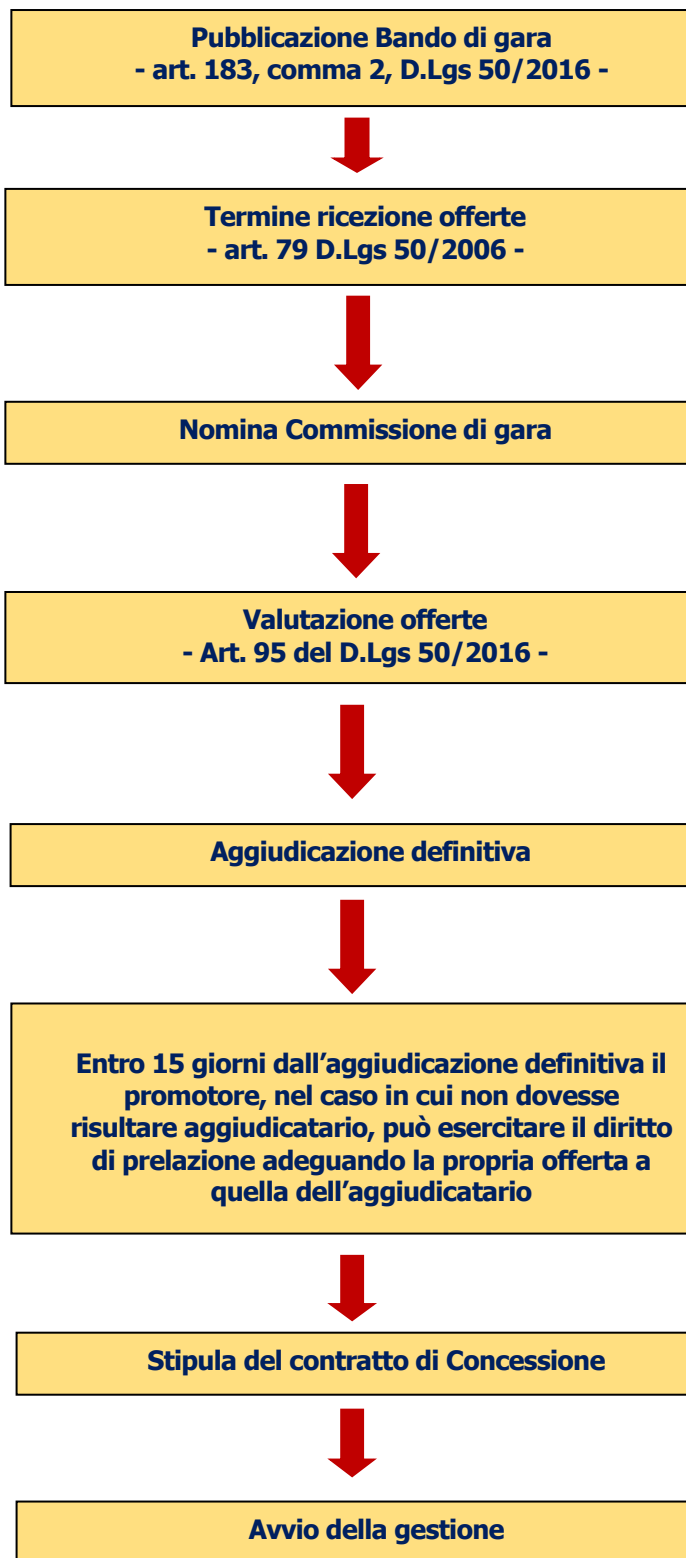 Pubblicazione Bando di gara
- art. 183, comma 2, D.Lgs 50/2016 -
Termine ricezione offerte
- art. 79 D.Lgs 50/2006 -
Nomina Commissione di gara
Valutazione offerte
- Art. 95 del D.Lgs 50/2016 -
Aggiudicazione definitiva
Entro 15 giorni dall’aggiudicazione definitiva il
promotore, nel caso in cui non dovesse
risultare aggiudicatario, può esercitare il diritto
di prelazione adeguando la propria offerta a
quella dell’aggiudicatario
Stipula del contratto di Concessione
Avvio della gestione